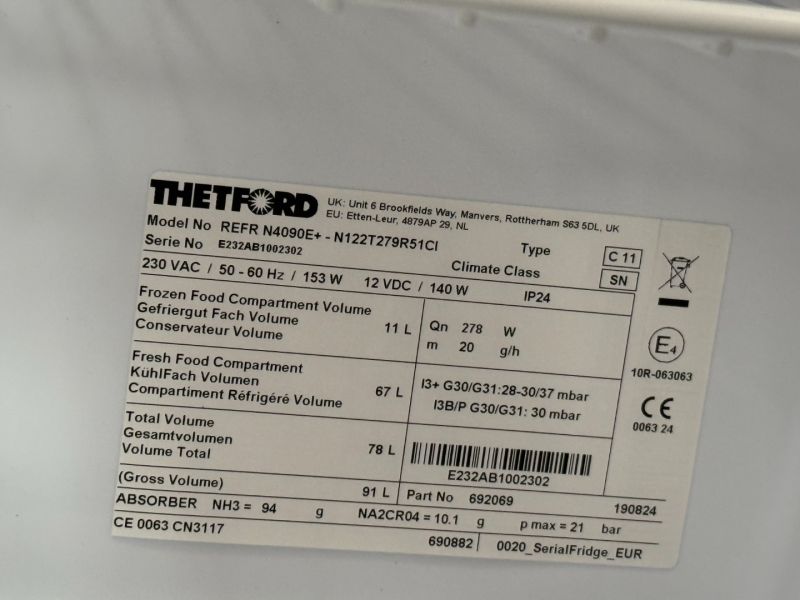 THETFORD
UK: Unit 6 Brookfields Way, Manvers, Rottherham S63 5DL, UK
EU: Etten-Leur, 4879AP 29, NL
Model No REFR N4090E+ - N122T279R51CI
Type C 11
Serie No E232AB1002302
Climate Class SN
230 VAC / 50 - 60 Hz / 153 W 12 VDC / 140 W IP24
Frozen Food Compartment Volume
Gefriergut Fach Volume 11 L
Conservateur Volume
Qn 278 W
m 20 g/h
E4
10R-063063
Fresh Food Compartment
KühlFach Volumen 67 L
Compartiment Réfrigéré Volume
I3+ G30/G31:28-30/37 mbar
I3B/P G30/G31: 30 mbar
CE
0063 24
Total Volume
Gesamtvolumen 78 L
Volume Total
E232AB1002302
(Gross Volume) 91 L
Part No 692069 190824
ABSORBER NH3 = 94 g NA2CR04 = 10.1 g p max = 21 bar
CE 0063 CN3117 690882 0020_SerialFridge_EUR